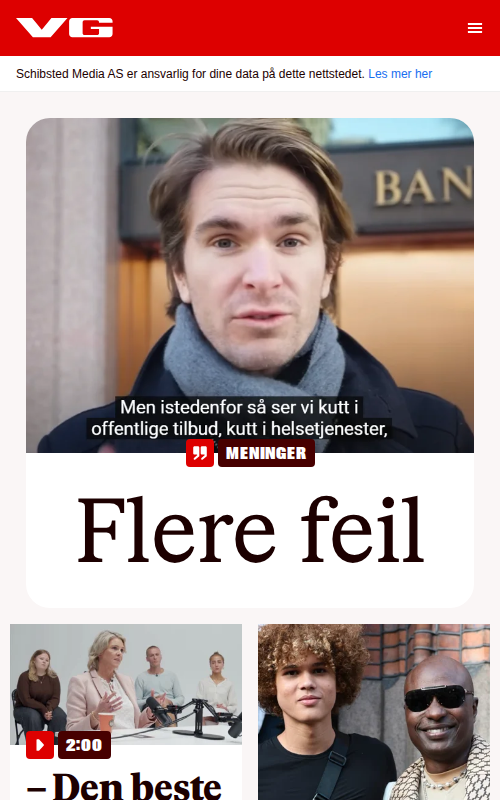 VG
Schibsted Media AS er ansvarlig for dine data på dette nettstedet. Les mer her
BAN
Men istedenfor så ser vi kutt i
offentlige tilbud, kutt i helsetjenester,
MENINGER
Flere feil
2:00
– Den beste